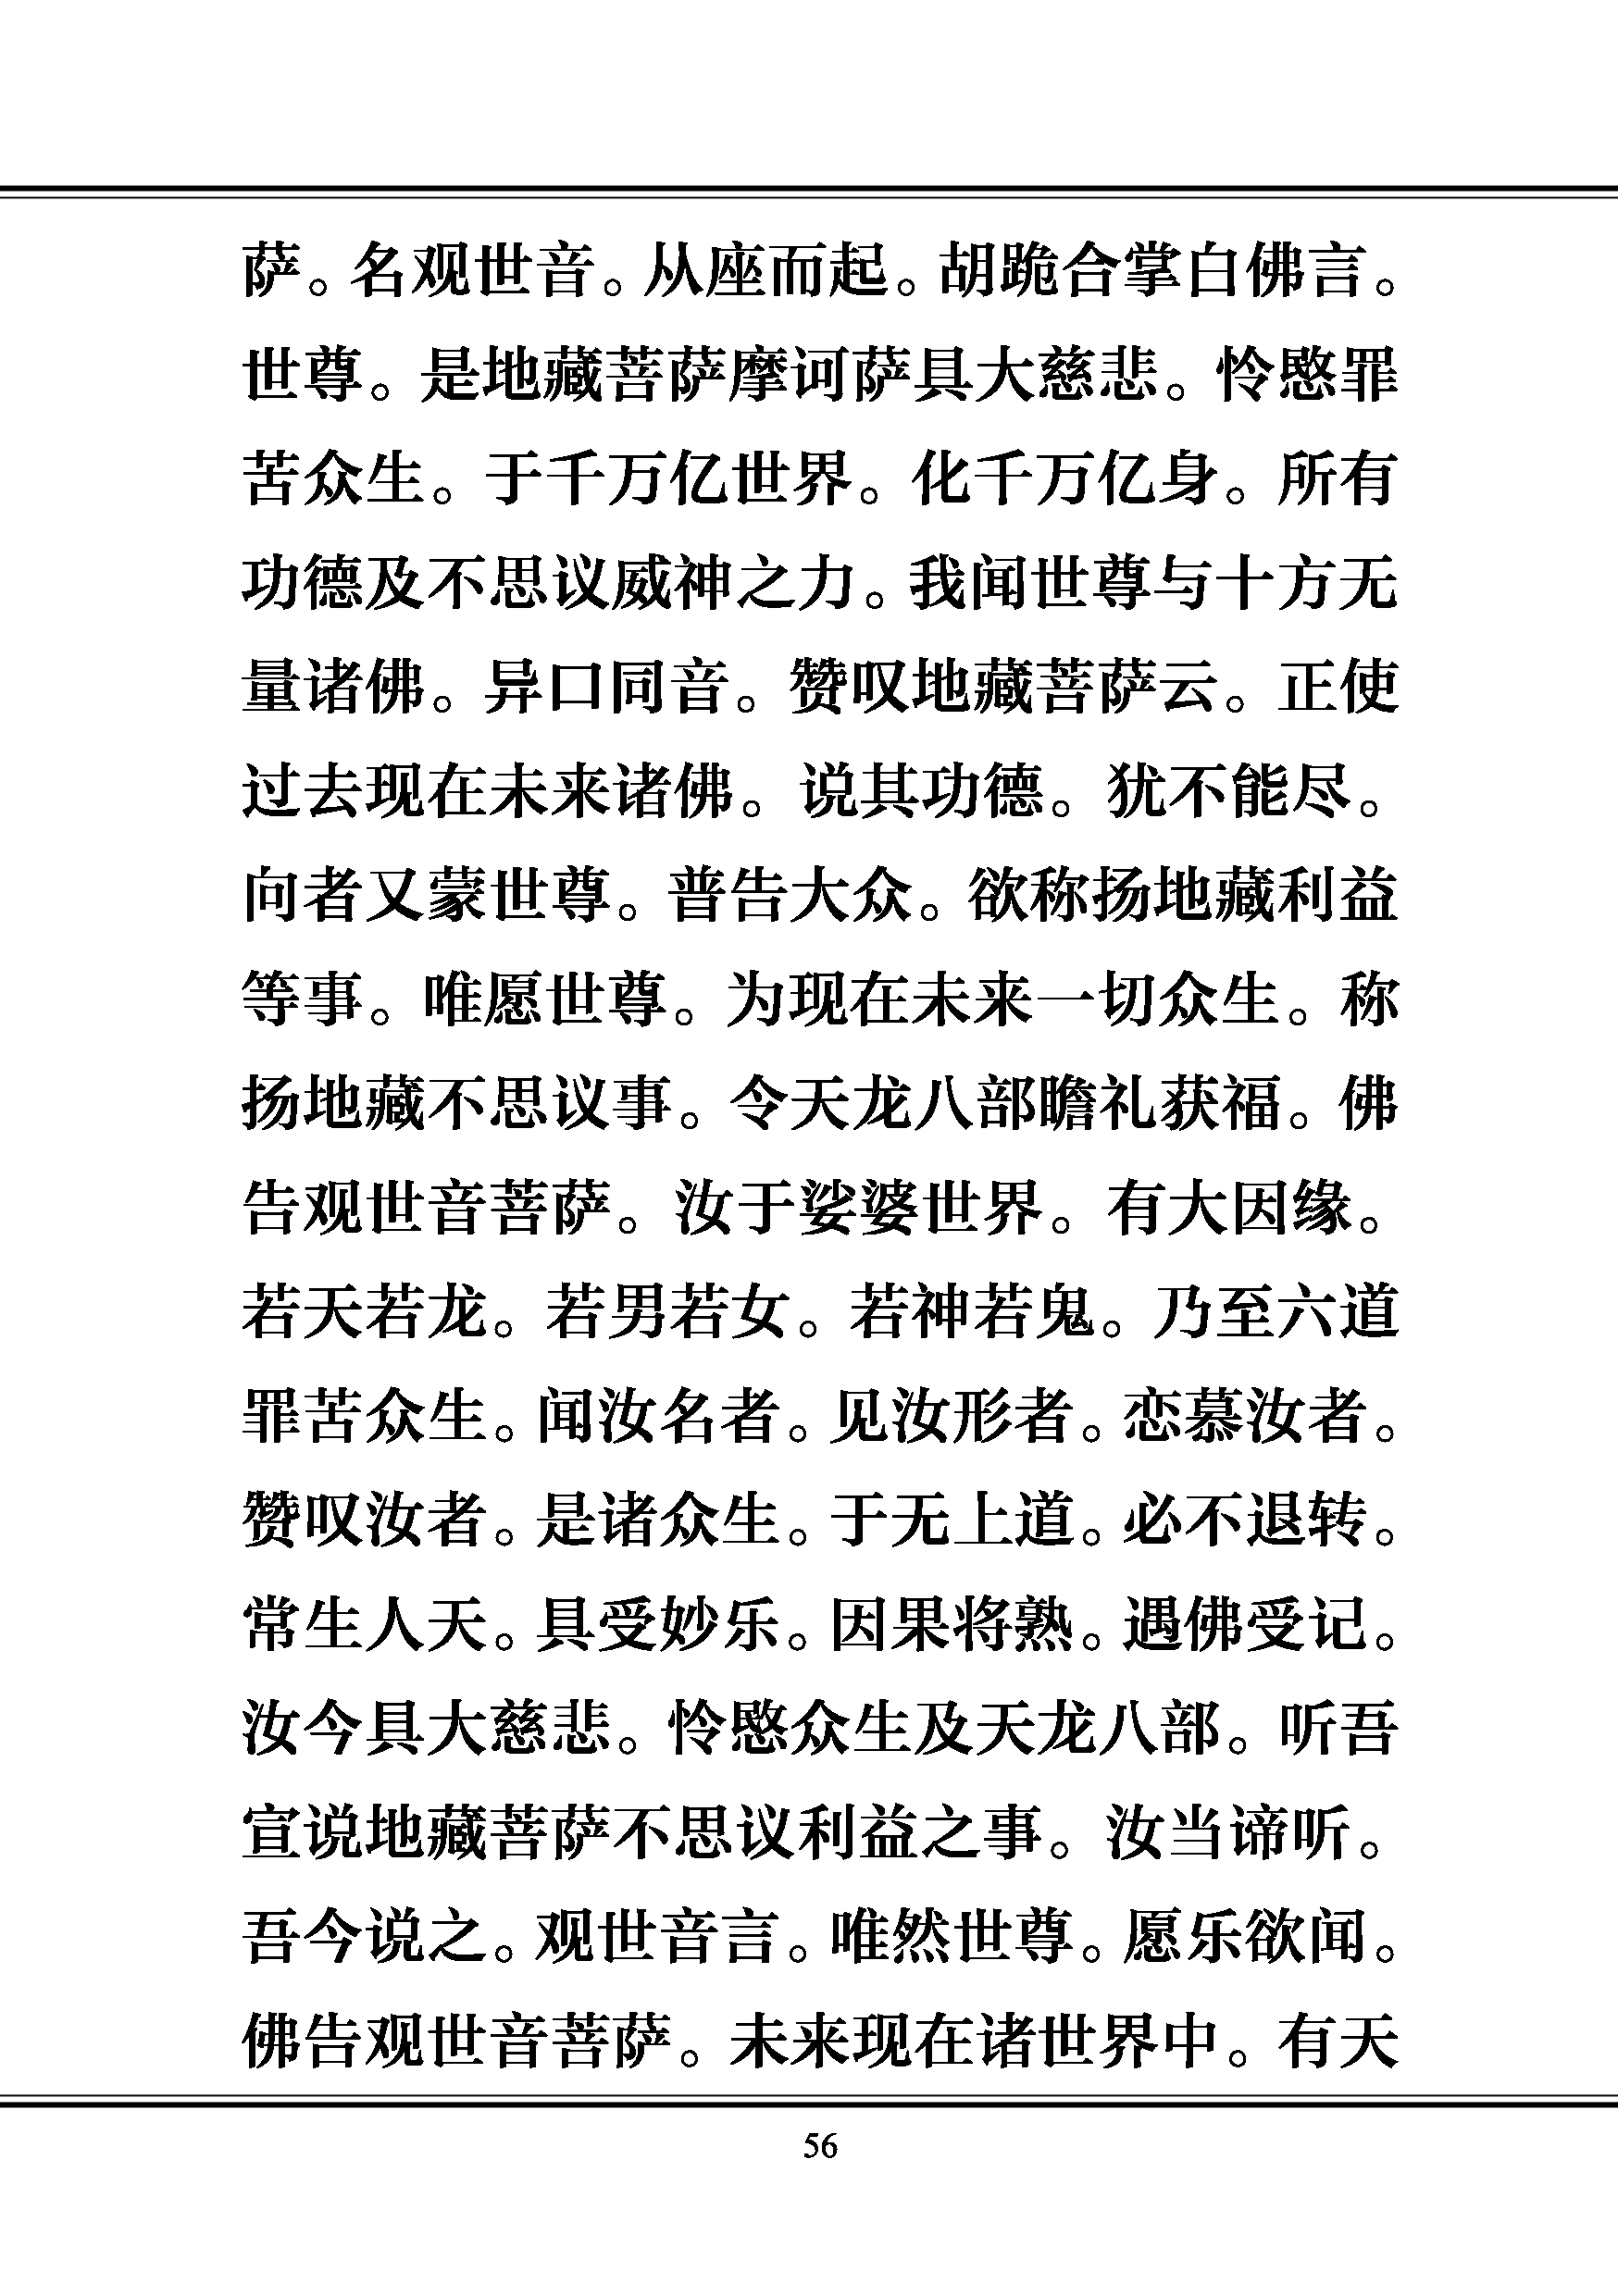 萨。名观世音。从座而起。胡跪合掌白佛言。
世尊。是地藏菩萨摩诃萨具大慈悲。怜愍罪
苦众生。于千万亿世界。化千万亿身。所有
功德及不思议威神之力。我闻世尊与十方无
量诸佛。异口同音。赞叹地藏菩萨云。正使
过去现在未来诸佛。说其功德。犹不能尽。
向者又蒙世尊。普告大众。欲称扬地藏利益
等事。唯愿世尊。为现在未来一切众生。称
扬地藏不思议事。令天龙八部瞻礼获福。佛
告观世音菩萨。汝于娑婆世界。有大因缘。
若天若龙。若男若女。若神若鬼。乃至六道
罪苦众生。闻汝名者。见汝形者。恋慕汝者。
赞叹汝者。是诸众生。于无上道。必不退转。
常生人天。具受妙乐。因果将熟。遇佛受记。
汝今具大慈悲。怜愍众生及天龙八部。听吾
宣说地藏菩萨不思议利益之事。汝当谛听。
吾今说之。观世音言。唯然世尊。愿乐欲闻。
佛告观世音菩萨。未来现在诸世界中。有天
56